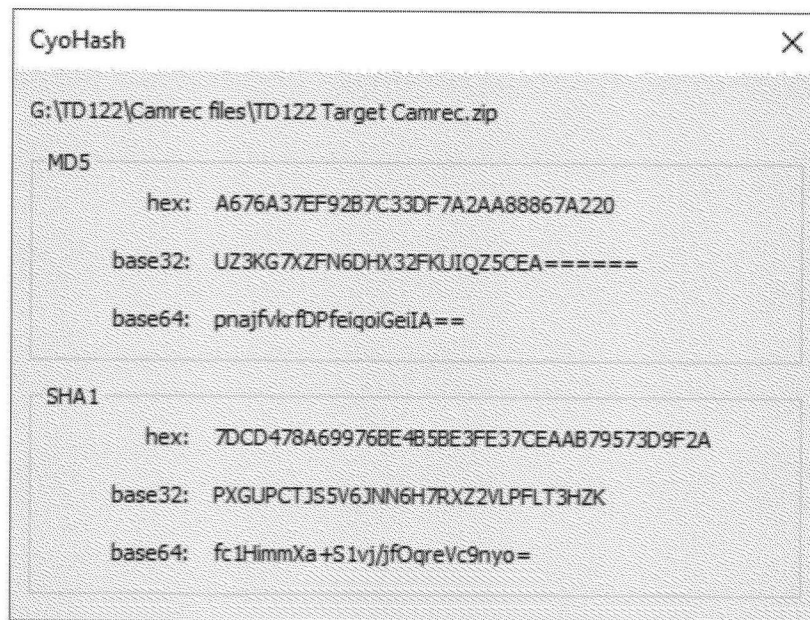 CyoHash
G:\TD122\Camrec files\TD122 Target Camrec.zip
MD5
hex: A676A37EF92B7C33DF7A2AA88867A220
base32: UZ3KG7XZFN6DHX32FKUIQZ5CEA======
base64: pnajfvkrfDPfeiqoiGeiIA==
SHA1
hex: 7DCD478A69976BE4B5BE3FE37CEAAB79573D9F2A
base32: PXGUPCTJS5V6JNN6H7RXZ2VLPFLT3HZK
base64: fc1HimmXa+S1vj/jfOqreVc9nyo=